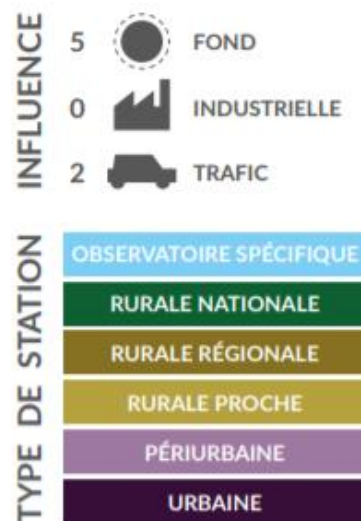 INFLUENCE
5 FOND
0 INDUSTRIELLE
2 TRAFIC
TYPE DE STATION
OBSERVATOIRE SPÉCIFIQUE
RURALE NATIONALE
RURALE RÉGIONALE
RURALE PROCHE
PÉRIURBAINE
URBAINE